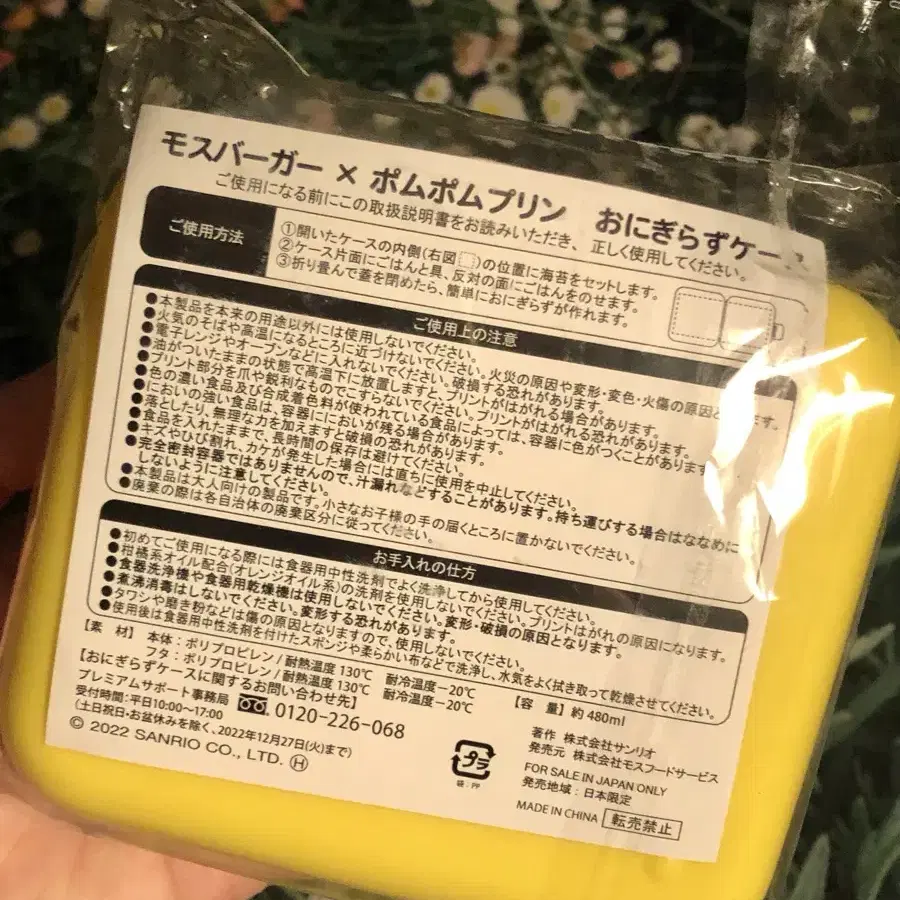 モスバーガー × ポムポムプリン おにぎらずケー
ご使用になる前にこの取扱説明書をお読みいただき、正しく使用してください。
ご使用方法
①開いたケースの内側(右図 )の位置に海苔をセットします。
②ケース片面にごはんと具、反対の面にごはんをのせます。
③折り畳んで蓋を閉めたら、簡単におにぎらずが作れます。
ご使用上の注意
●本製品を本来の用途以外には使用しないでください。
●火気のそばや高温になるところに近づけないでください。火災の原因や変形・変色・火傷の原因と ます。
●電子レンジやオーブンなどに入れないでください。破損する恐れがあります。
●油がついたままの状態で高温下に放置しますと、プリントがはがれる場合があります。
●プリント部分を爪や鋭利なものでこすらないでください。プリントがはがれる恐れがあります。
●色の濃い食品及び合成着色料が使われている食品によっては、容器に色がつくことがあります。
●においの強い食品は、容器ににおいが残る場合があります。
●落としたり、無理な力を加えますと破損の恐れがあります。
●食品を入れたまで、長時間の保存は避けてください。
●キズやひび割れ、カケが発生した場合には直ちに使用を中止してください。
●完全密封容器ではありませんので、汁漏れなどすることがあります。持ち運びする場合はななめに
しないように注意してください。
●本製品は大人向けの製品です。小さなお子様の手の届くところに置かないでください。
●廃棄の際は各自治体の廃棄区分に従ってください。
お手入れの仕方
●初めてご使用になる際には食器用中性洗剤でよく洗浄してから使用してください。
●柑橘系オイル配合(オレンジオイル系)の洗剤を使用しないでください。プリントはがれの原因になります。
●食器洗浄機や食器用乾燥機は使用しないでください。変形・破損の原因となります。
●煮沸消毒はしないでください。変形する恐れがあります。
●タワシや磨き粉などは傷の原因となりますので、使用しないでください。
●使用後は食器用中性洗剤を付けたスポンジや柔らかい布などで洗浄し、水気をよく拭き取って乾燥させてください。
【素 材】本体:ポリプロピレン/耐熱温度130℃ 耐冷温度-20℃
フタ:ポリプロピレン/耐熱温度130℃ 耐冷温度-20℃
【容 量】約480ml
【おにぎらずケースに関するお問い合わせ先】
プレミアムサポート事務局 0120-226-068
受付時間:平日10:00~17:00
(土日祝日・お盆休みを除く、2022年12月27日(火)まで)
© 2022 SANRIO CO., LTD. Ⓗ
プラ
袋:PP
著作 株式会社サンリオ
発売元 株式会社モスフードサービス
FOR SALE IN JAPAN ONLY
発売地域:日本限定
MADE IN CHINA 転売禁止